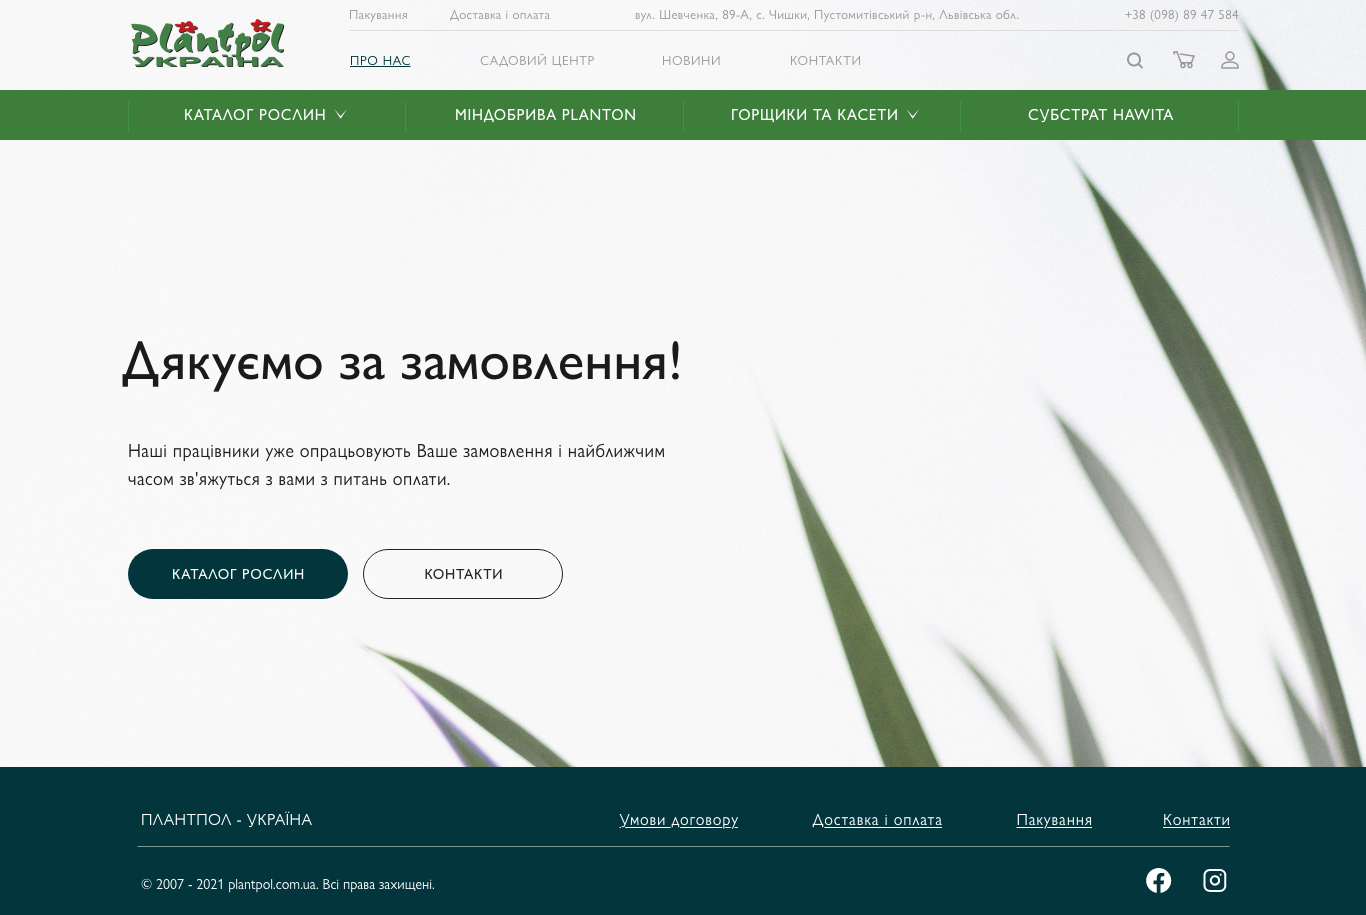 Plantpol
УКРАЇНА
Пакування Доставка і оплата вул. Шевченка, 89-А, с. Чишки, Пустомитівський р-н, Львівська обл. +38 (098) 89 47 584
ПРО НАС САДОВИЙ ЦЕНТР НОВИНИ КОНТАКТИ
КАТАЛОГ РОСЛИН МІНДОБРИВА PLANTON ГОРЩИКИ ТА КАСЕТИ СУБСТРАТ HAWITA
Дякуємо за замовлення!
Наші працівники уже опрацьовують Ваше замовлення і найближчим
часом зв'яжуться з вами з питань оплати.
КАТАЛОГ РОСЛИН КОНТАКТИ
ПЛАНТПОЛ - УКРАЇНА Умови договору Доставка і оплата Пакування Контакти
© 2007 - 2021 plantpol.com.ua. Всі права захищені.